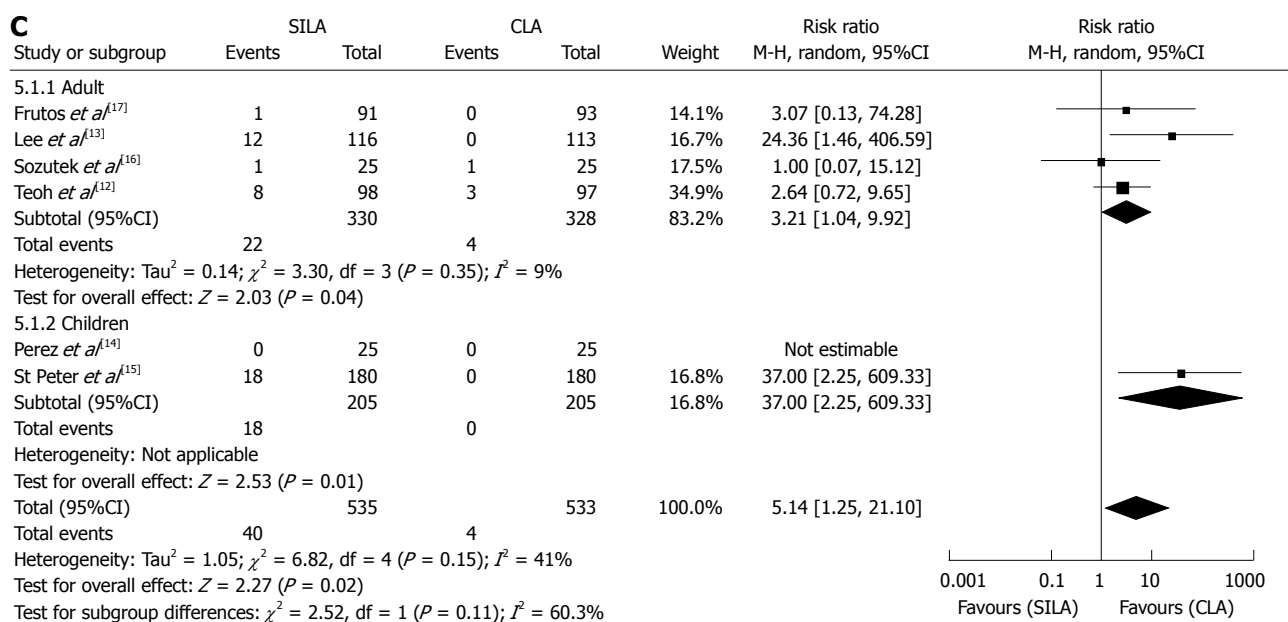 C
SILA CLA Risk ratio Risk ratio
Study or subgroup Events Total Events Total Weight M-H, random, 95%CI M-H, random, 95%CI
5.1.1 Adult
Frutos et al[17] 1 91 0 93 14.1% 3.07 [0.13, 74.28]
Lee et al[13] 12 116 0 113 16.7% 24.36 [1.46, 406.59]
Sozutek et al[16] 1 25 1 25 17.5% 1.00 [0.07, 15.12]
Teoh et al[12] 8 98 3 97 34.9% 2.64 [0.72, 9.65]
Subtotal (95%CI) 330 328 83.2% 3.21 [1.04, 9.92]
Total events 22 4
Heterogeneity: Tau² = 0.14; χ² = 3.30, df = 3 (P = 0.35); I² = 9%
Test for overall effect: Z = 2.03 (P = 0.04)
5.1.2 Children
Perez et al[14] 0 25 0 25 Not estimable
St Peter et al[15] 18 180 0 180 16.8% 37.00 [2.25, 609.33]
Subtotal (95%CI) 205 205 16.8% 37.00 [2.25, 609.33]
Total events 18 0
Heterogeneity: Not applicable
Test for overall effect: Z = 2.53 (P = 0.01)
Total (95%CI) 535 533 100.0% 5.14 [1.25, 21.10]
Total events 40 4
Heterogeneity: Tau² = 1.05; χ² = 6.82, df = 4 (P = 0.15); I² = 41%
Test for overall effect: Z = 2.27 (P = 0.02)
Test for subgroup differences: χ² = 2.52, df = 1 (P = 0.11); I² = 60.3%
0.001 0.1 1 10 1000
Favours (SILA) Favours (CLA)